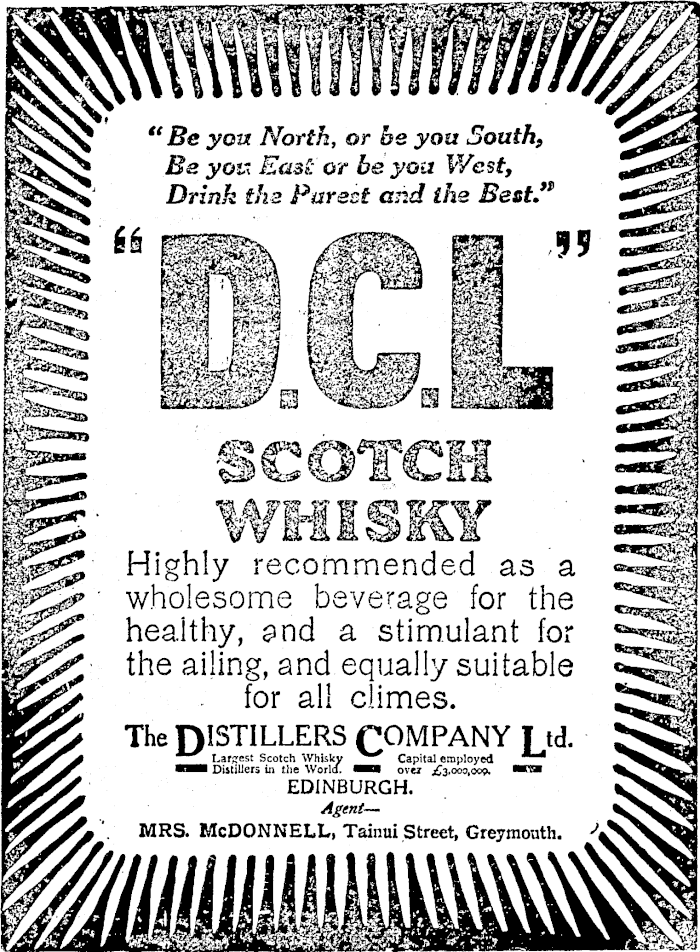 “Be you North, or be you South,
Be you East or be you West,
Drink the Purest and the Best.”
“D.C.L”
SCOTCH
WHISKY
Highly recommended as a
wholesome beverage for the
healthy, and a stimulant for
the ailing, and equally suitable
for all climes.
The DISTILLERS COMPANY Ltd.
Largest Scotch Whisky Capital employed
Distillers in the World. over £3,000,000.
EDINBURGH.
Agent—
MRS. McDONNELL, Tainui Street, Greymouth.